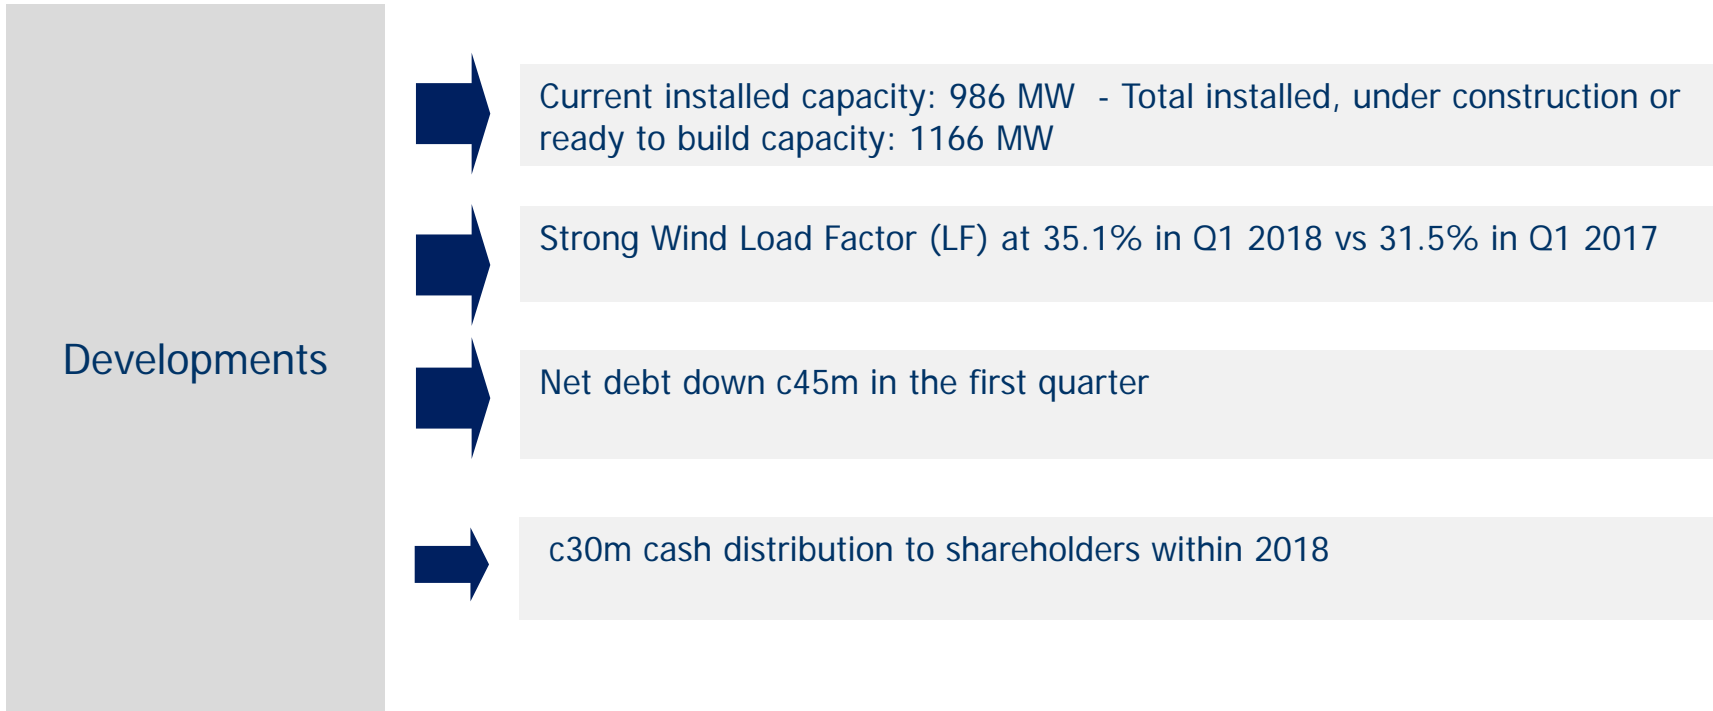 Developments
Current installed capacity: 986 MW - Total installed, under construction or
ready to build capacity: 1166 MW
Strong Wind Load Factor (LF) at 35.1% in Q1 2018 vs 31.5% in Q1 2017
Net debt down c45m in the first quarter
c30m cash distribution to shareholders within 2018